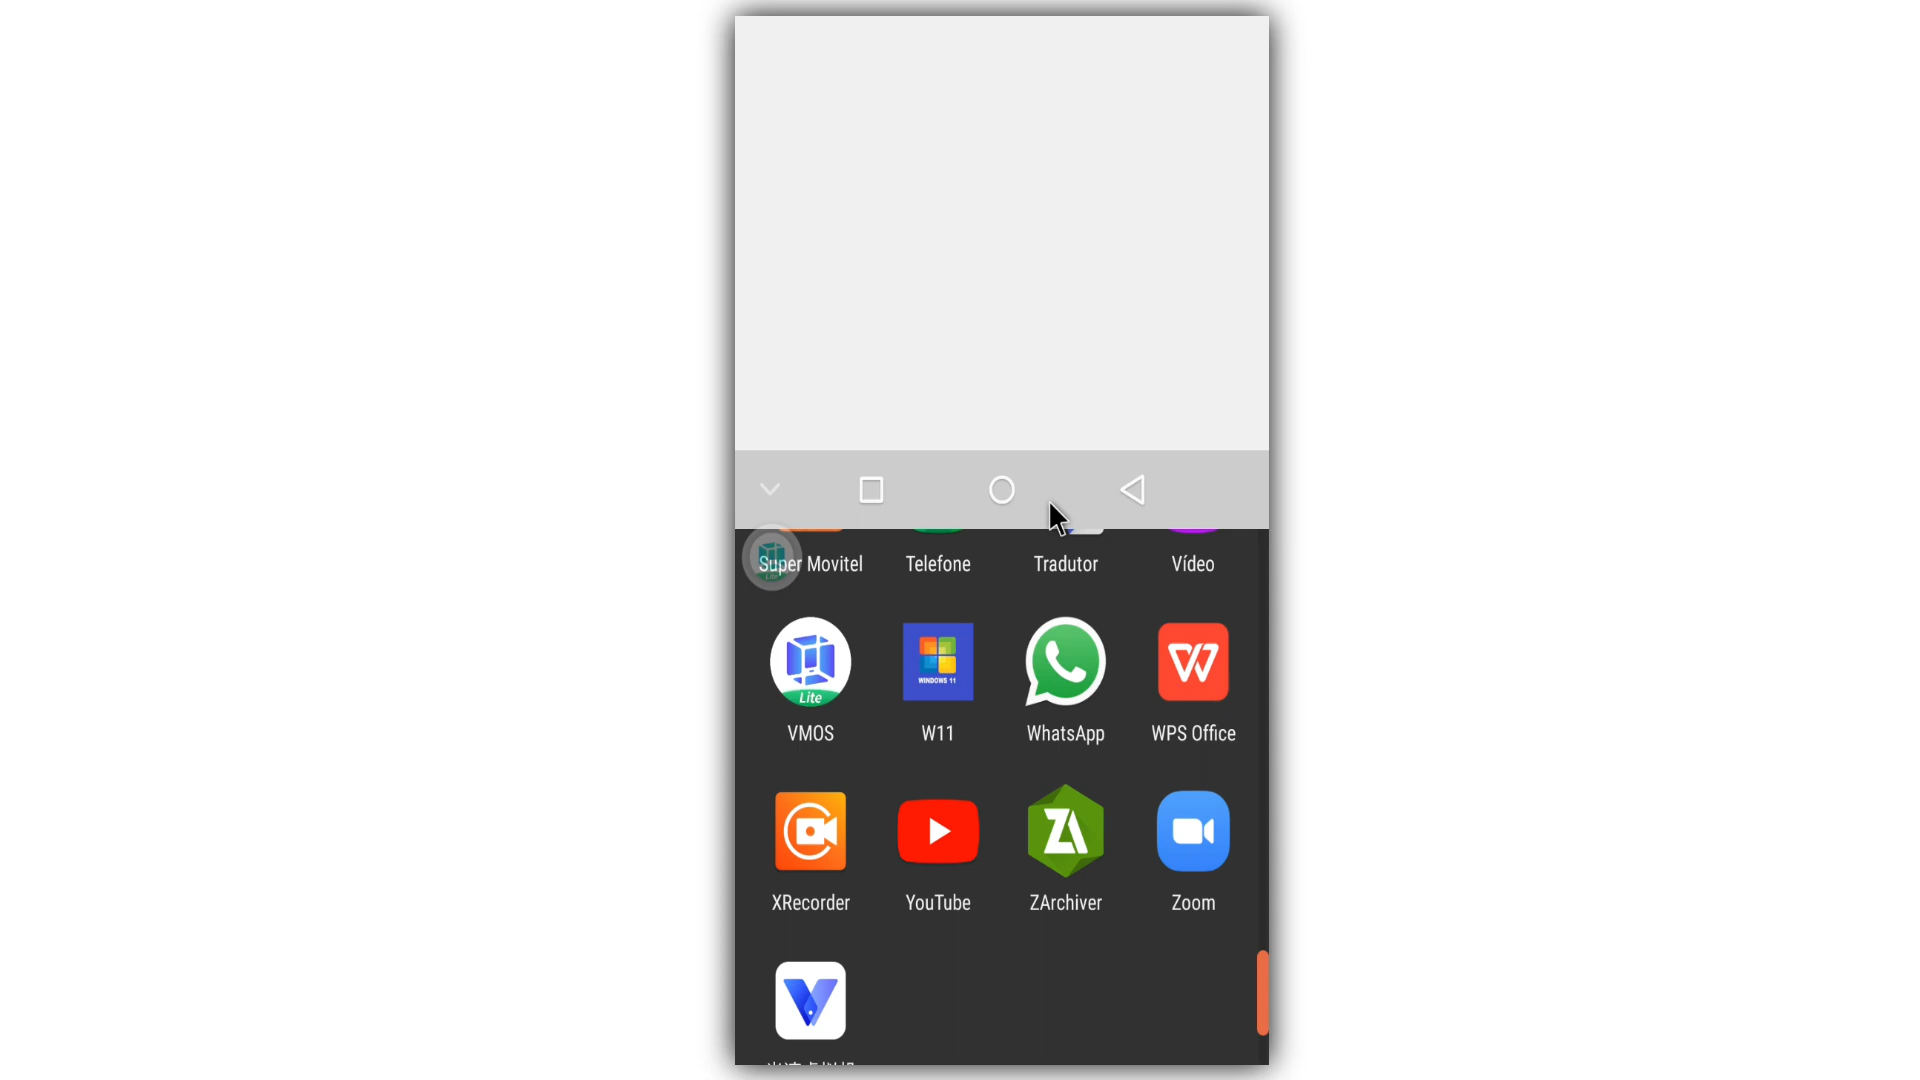 Super Movitel Telefone Tradutor Vídeo
Lite
WINDOWS 11
VMOS W11 WhatsApp WPS Office
XRecorder YouTube ZArchiver Zoom